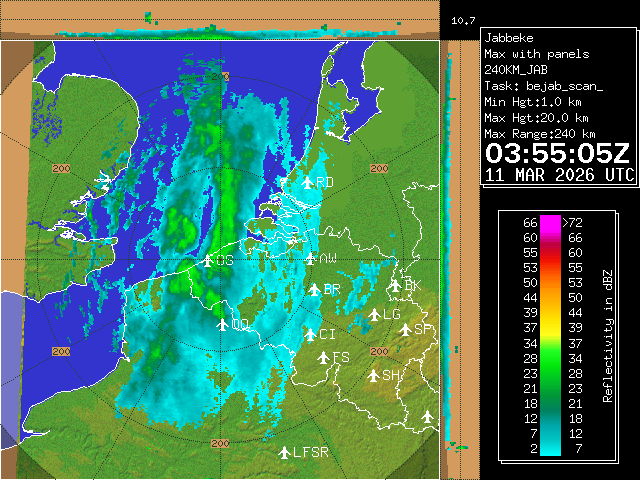 10.7
Jabbeke
Max with panels
240KM_JAB
Task: bejab_scan_
Min Hgt:1.0 km
Max Hgt:20.0 km
Max Range:240 km
03:55:05Z
11 MAR 2026 UTC
200
200
200
RD
OS
AW
BR
BK
LG
UO
CI
SP
200
200
FS
SH
200
LFSR
66 >72
60 66
55 60
53 55
50 53
44 50
39 44
37 39
34 37
28 34
23 28
21 23
18 21
12 18
7 12
2 7
Reflectivity in dBZ